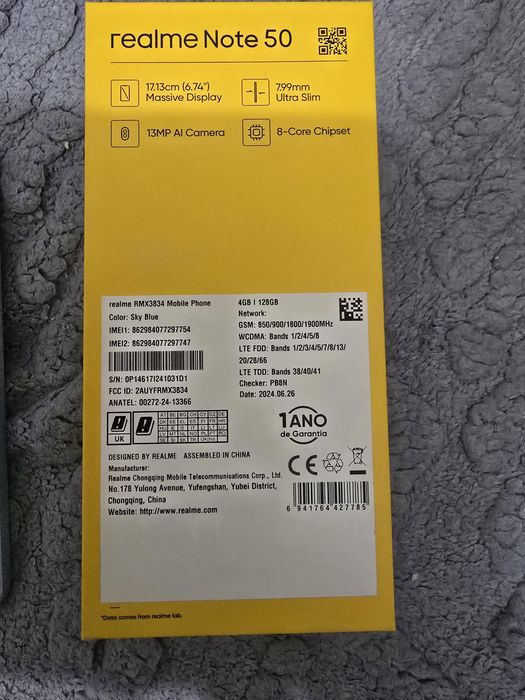 realme Note 50
17.13cm (6.74")
Massive Display
7.99mm
Ultra Slim
13MP AI Camera
8-Core Chipset
realme RMX3834 Mobile Phone
Color: Sky Blue
IMEI1: 862984077297754
IMEI2: 862984077297747
S/N: 0P14617I241031D1
FCC ID: 2AUYFRMX3834
ANATEL: 00272-24-13366
4GB | 128GB
Network:
GSM: 850/900/1800/1900MHz
WCDMA: Bands 1/2/4/5/8
LTE FDD: Bands 1/2/3/4/5/7/8/13/
20/28/66
LTE TDD: Bands 38/40/41
Checker: PB8N
Date: 2024.06.26
UK
1 ANO
de Garantia
DESIGNED BY REALME ASSEMBLED IN CHINA
Manufacturer:
Realme Chongqing Mobile Telecommunications Corp., Ltd.
No.178 Yulong Avenue, Yufengshan, Yubei District,
Chongqing, China
Website: http://www.realme.com
CE
6 941764 427785
*Data comes from realme lab.